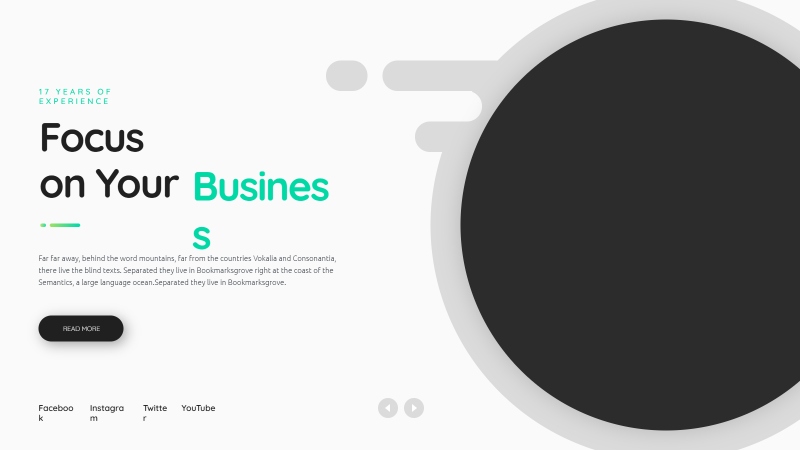 17 YEARS OF
EXPERIENCE
Focus
on Your Busines
s
Far far away, behind the word mountains, far from the countries Vokalia and Consonantia,
there live the blind texts. Separated they live in Bookmarksgrove right at the coast of the
Semantics, a large language ocean.Separated they live in Bookmarksgrove.
READ MORE
Faceboo
k
Instagra
m
Twitte
r
YouTube